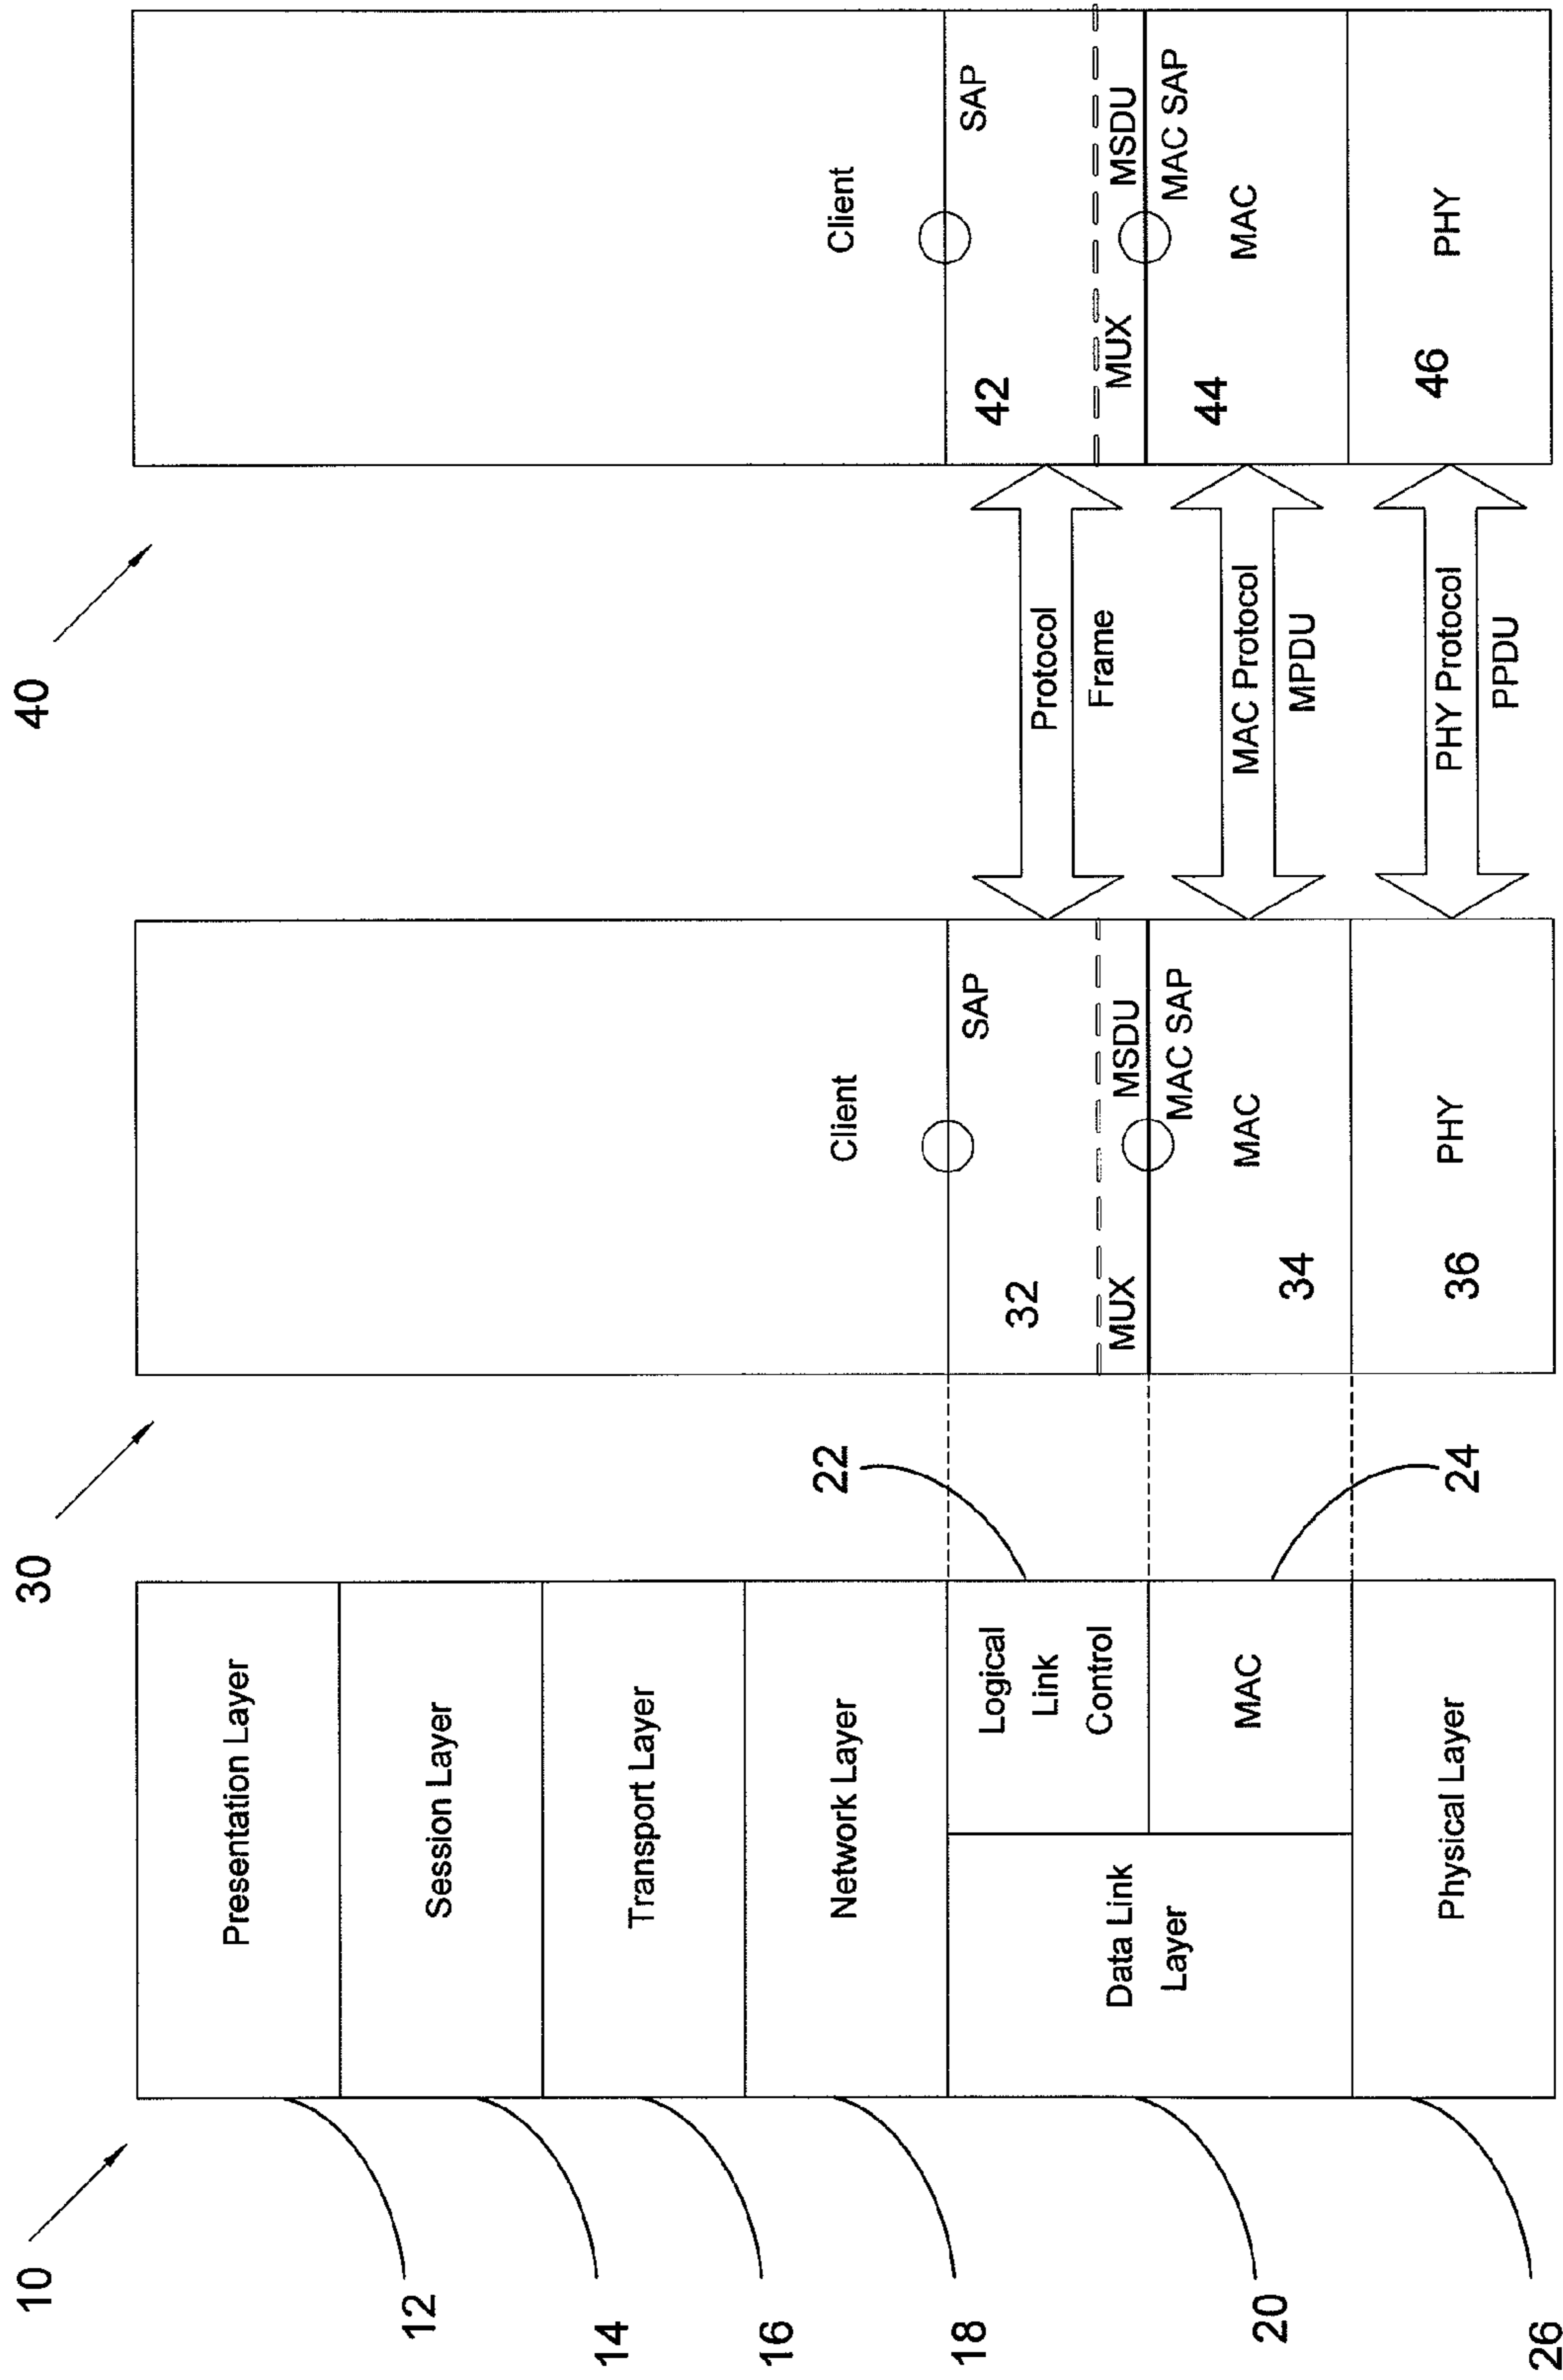 10
30
40
12
Presentation Layer
14
Session Layer
16
Transport Layer
18
Network Layer
20
Data Link
Layer
Logical
Link
Control
22
MAC
24
26
Physical Layer
Client
SAP
32
MUX
MSDU
MAC SAP
34
MAC
36
PHY
Protocol
Frame
MAC Protocol
MPDU
PHY Protocol
PPDU
Client
SAP
42
MUX
MSDU
MAC SAP
44
MAC
46
PHY